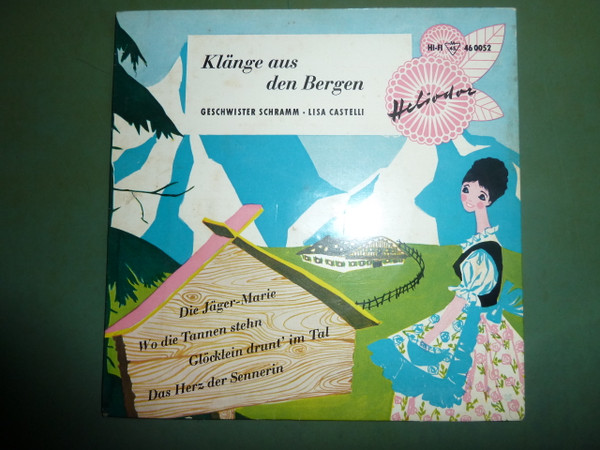 Klänge aus
den Bergen
GESCHWISTER SCHRAMM · LISA CASTELLI
HI-FI 45 46 0052
Heliodor
Die Jäger-Marie
Wo die Tannen stehn
Glöcklein drunt' im Tal
Das Herz der Sennerin